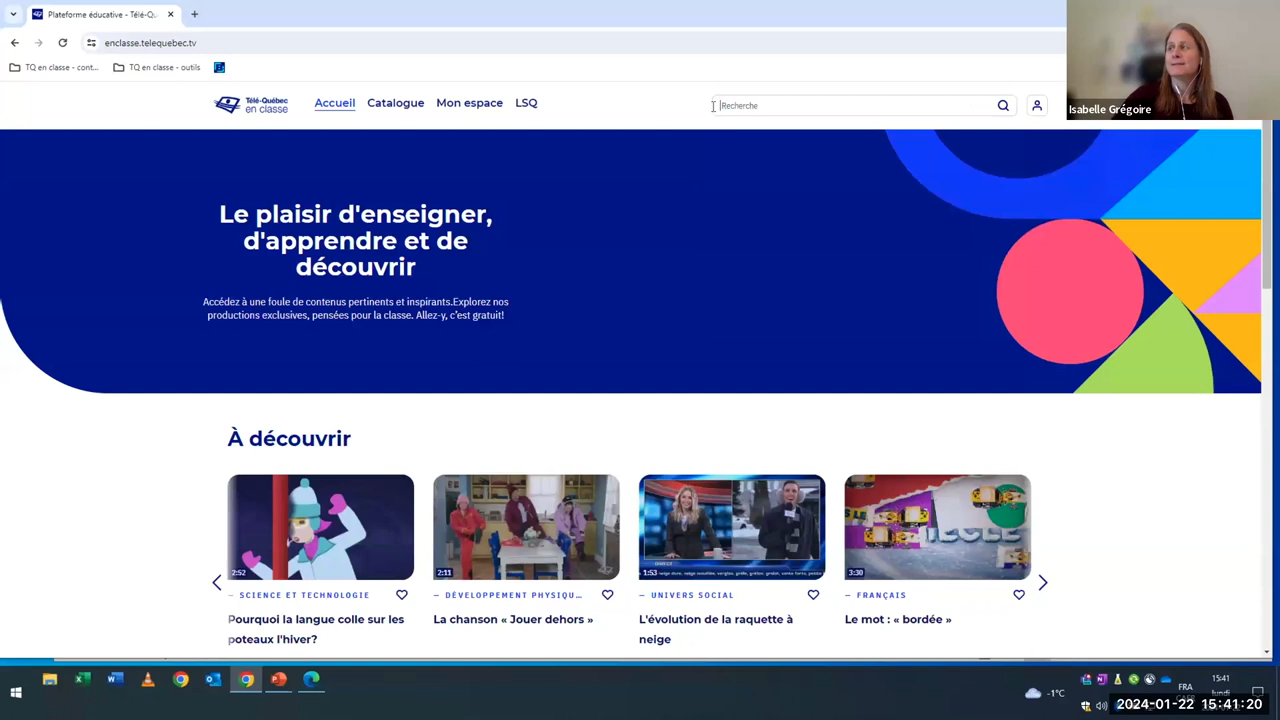 Plateforme éducative - Télé-Qu
enclasse.telequebec.tv
TQ en classe - cont...
TQ en classe - outils
Isabelle Grégoire
Télé-Québec
en classe
Accueil
Catalogue
Mon espace
LSQ
Recherche
Le plaisir d'enseigner,
d'apprendre et de
découvrir
Accédez à une foule de contenus pertinents et inspirants.Explorez nos
productions exclusives, pensées pour la classe. Allez-y, c'est gratuit!
À découvrir
2:52
2:11
1:53
3:30
— SCIENCE ET TECHNOLOGIE
— DÉVELOPPEMENT PHYSIQU...
— UNIVERS SOCIAL
— FRANÇAIS
Pourquoi la langue colle sur les
poteaux l'hiver?
La chanson « Jouer dehors »
L'évolution de la raquette à
neige
Le mot : « bordée »
-1°C
FRA
15:41
lundi
2024-01-22 15:41:20